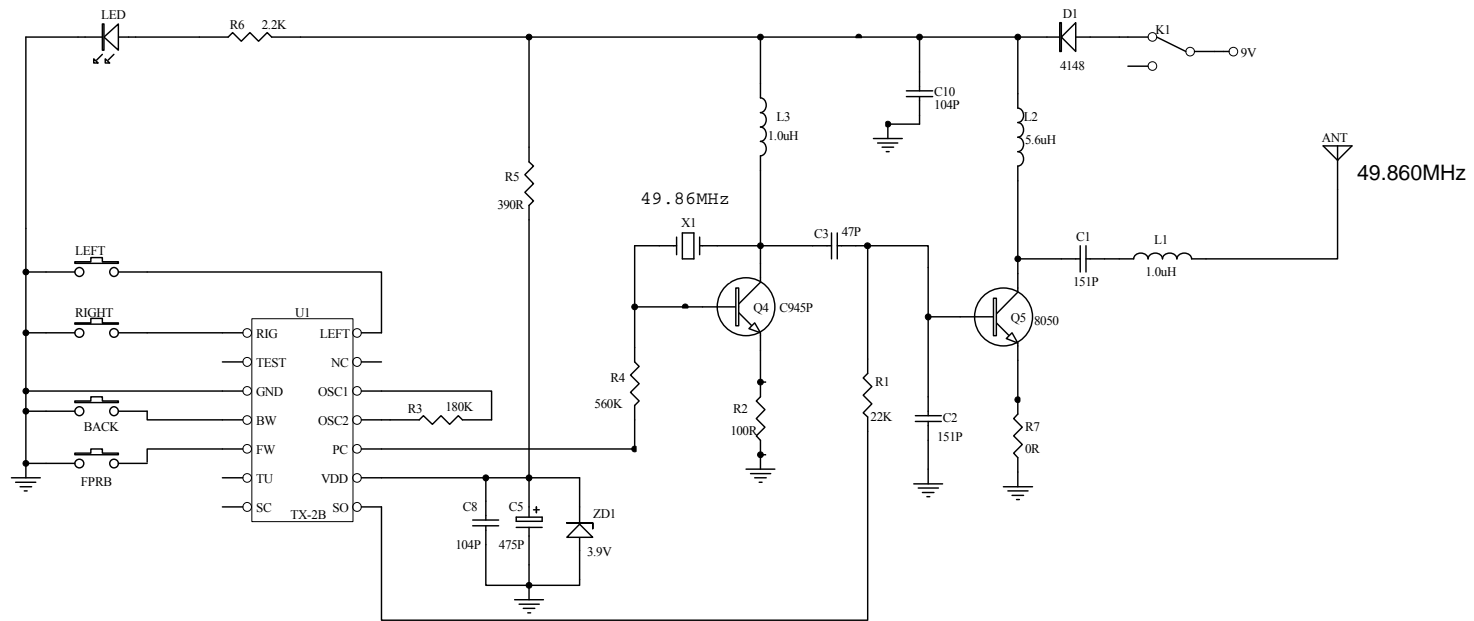 LED
R6 2.2K
D1
4148
K1
9V
C10
104P
L3
1.0uH
L2
5.6uH
ANT
49.860MHz
R5
390R
49.86MHz
X1
C3 47P
C1
151P
L1
1.0uH
LEFT
RIGHT
BACK
FPRB
U1
RIG LEFT
TEST NC
GND OSC1
BW OSC2
FW PC
TU VDD
SC SO
TX-2B
R3 180K
R4
560K
Q4 C945P
Q5 8050
R2
100R
R1
22K
C2
151P
R7
0R
C8
104P
C5
+
475P
ZD1
3.9V